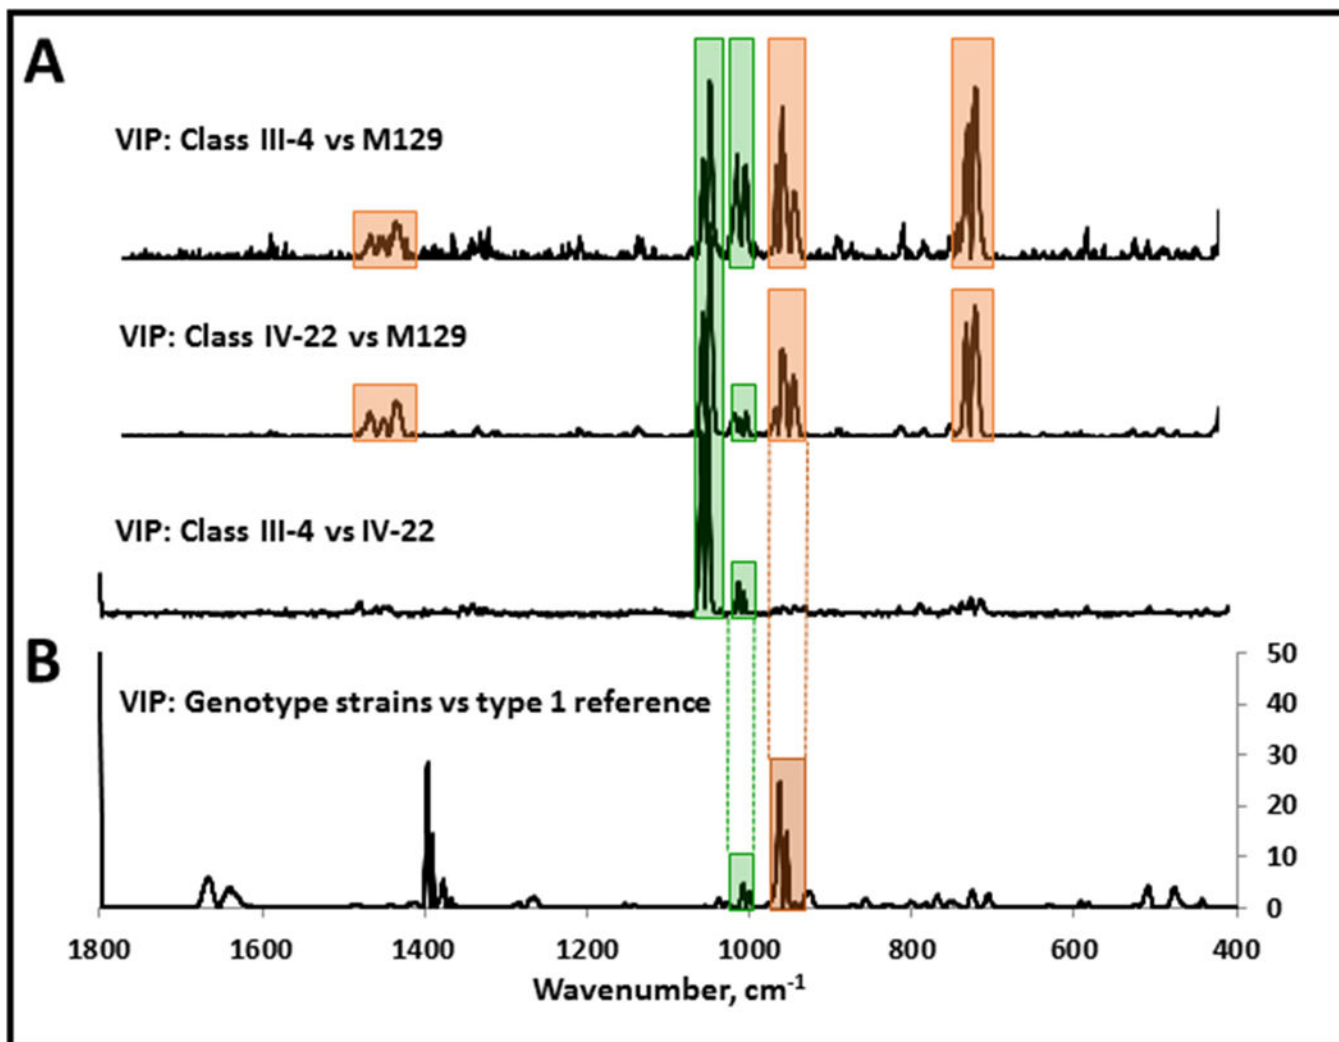 A
VIP: Class III-4 vs M129
VIP: Class IV-22 vs M129
VIP: Class III-4 vs IV-22
B
VIP: Genotype strains vs type 1 reference
50
40
30
20
10
0
1800 1600 1400 1200 1000 800 600 400
Wavenumber, cm⁻¹